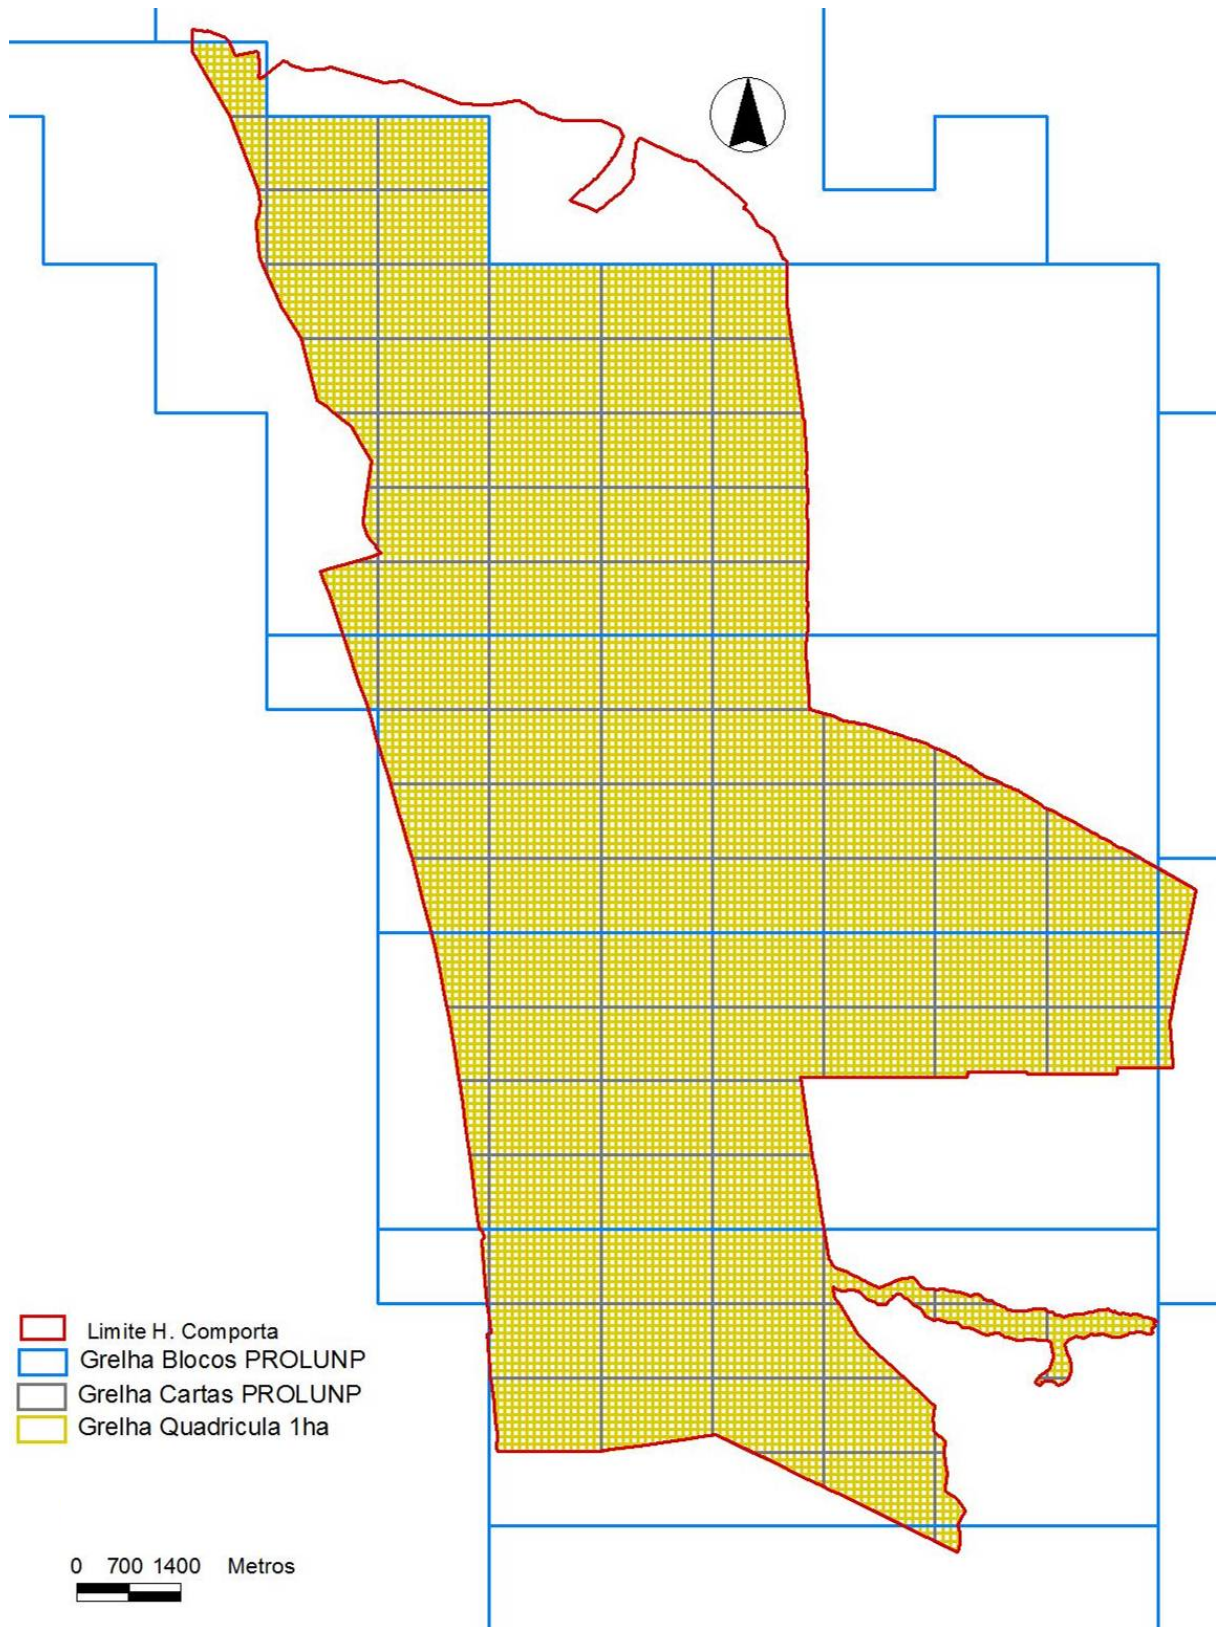 Limite H. Comporta
Grelha Blocos PROLUNP
Grelha Cartas PROLUNP
Grelha Quadricula 1ha
0 700 1400 Metros